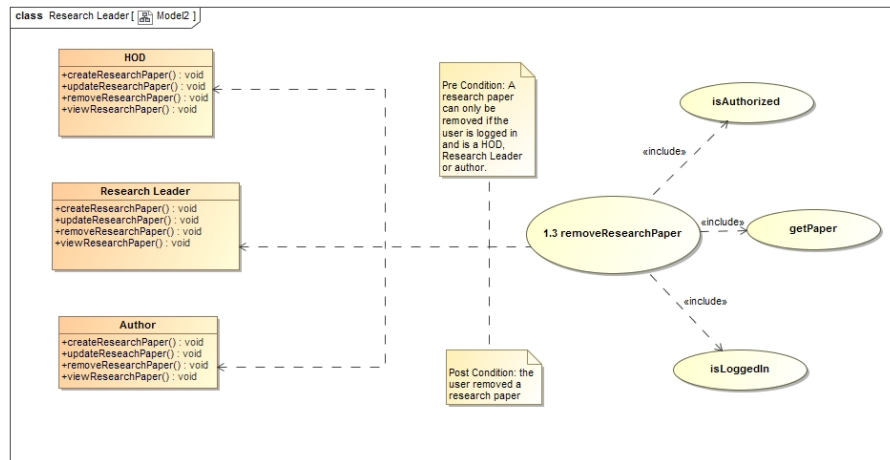 class Research Leader [ Model2 ]
HOD
+createResearchPaper() : void
+updateResearchPaper() : void
+removeResearchPaper() : void
+viewResearchPaper() : void
Research Leader
+createResearchPaper() : void
+updateResearchPaper() : void
+removeResearchPaper() : void
+viewResearchPaper() : void
Author
+createResearchPaper() : void
+updateReseachPaper() : void
+removeResearchPaper() : void
+viewResearchPaper() : void
Pre Condition: A
research paper
can only be
removed if the
user is logged in
and is a HOD,
Research Leader
or author.
Post Condition: the
user removed a
research paper
1.3 removeResearchPaper
«include»
isAuthorized
«include»
getPaper
«include»
isLoggedIn